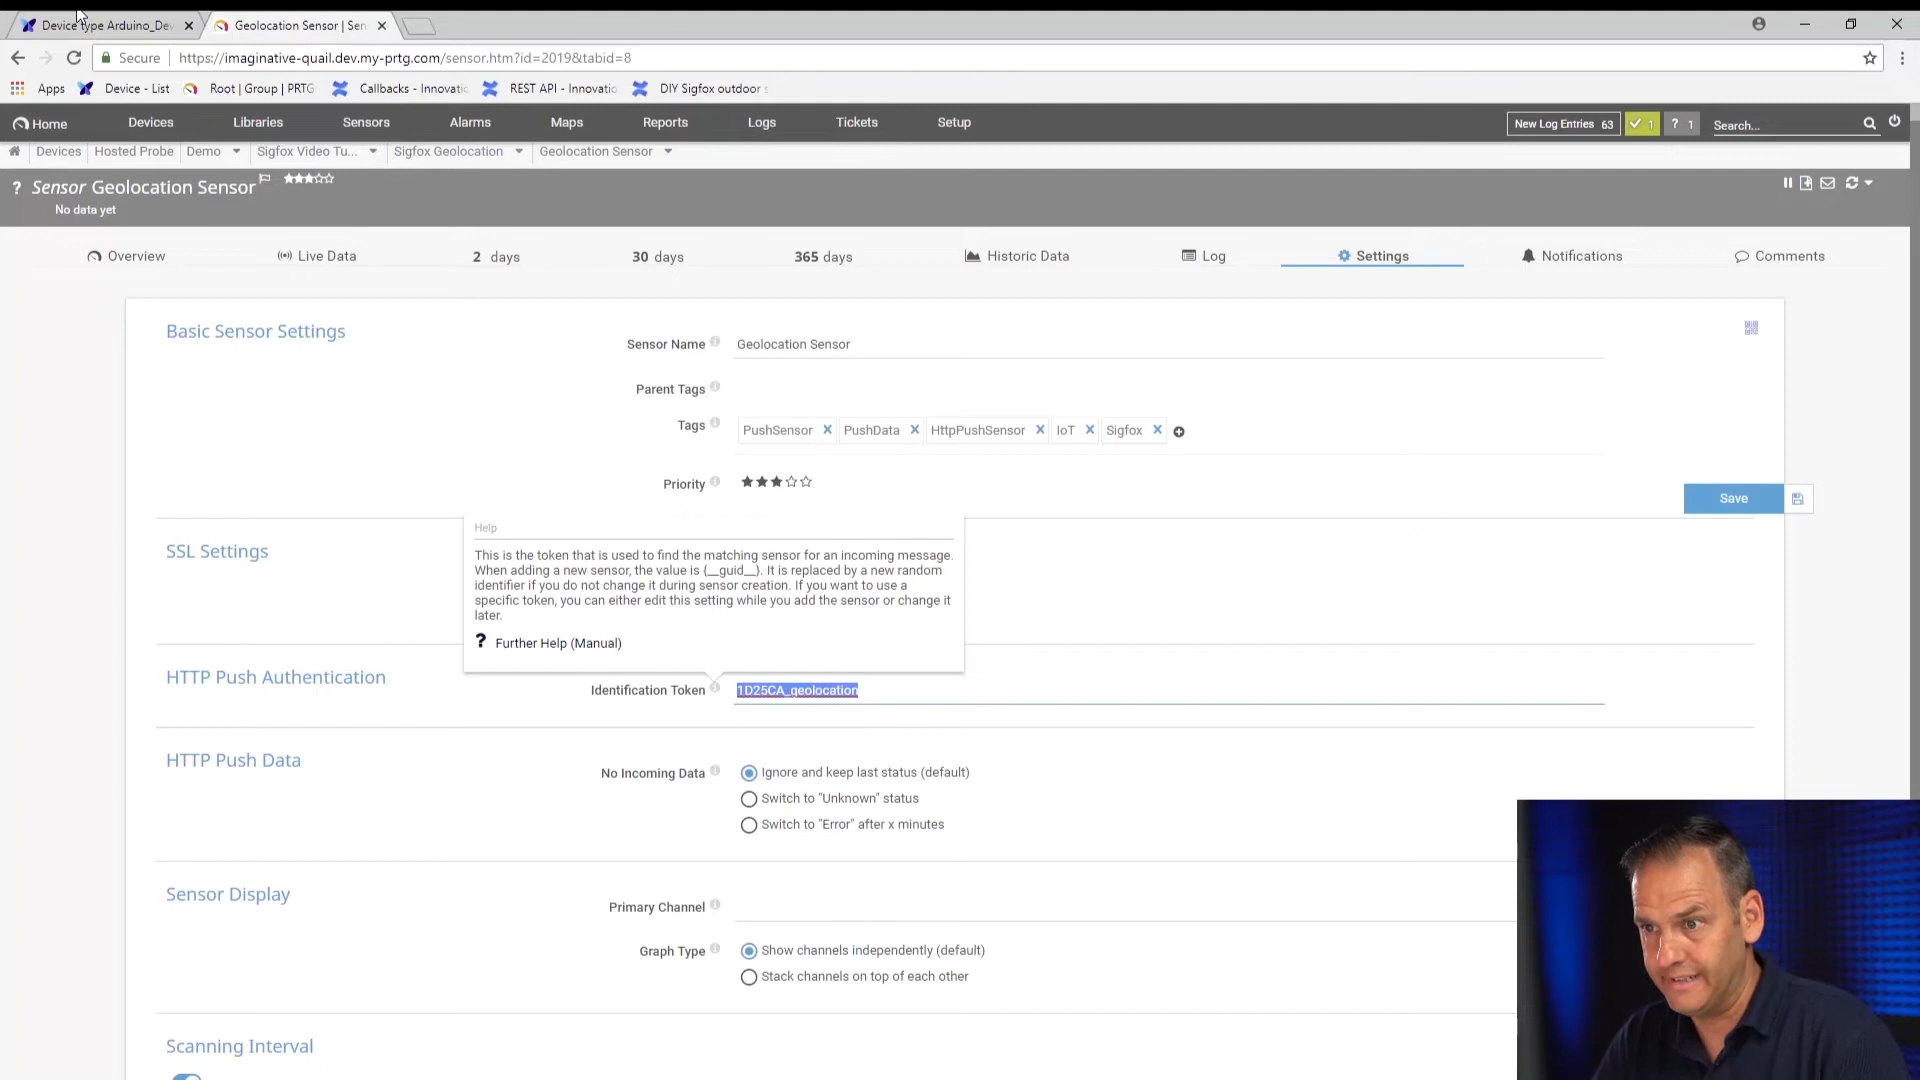 Device type Arduino_Dev
Geolocation Sensor | Sen
Secure
https://imaginative-quail.dev.my-prtg.com/sensor.htm?id=2019&tabid=8
Apps
Device - List
Root | Group | PRTG
Callbacks - Innovatio
REST API - Innovatio
DIY Sigfox outdoor s
Home
Devices
Libraries
Sensors
Alarms
Maps
Reports
Logs
Tickets
Setup
New Log Entries 63
1
? 1
Search...
Devices
Hosted Probe
Demo
Sigfox Video Tu...
Sigfox Geolocation
Geolocation Sensor
? Sensor Geolocation Sensor
No data yet
Overview
Live Data
2 days
30 days
365 days
Historic Data
Log
Settings
Notifications
Comments
Basic Sensor Settings
Sensor Name
Geolocation Sensor
Parent Tags
Tags
PushSensor
PushData
HttpPushSensor
IoT
Sigfox
Priority
Save
SSL Settings
Help
This is the token that is used to find the matching sensor for an incoming message.
When adding a new sensor, the value is {__guid__}. It is replaced by a new random
identifier if you do not change it during sensor creation. If you want to use a
specific token, you can either edit this setting while you add the sensor or change it
later.
? Further Help (Manual)
HTTP Push Authentication
Identification Token
1D25CA_geolocation
HTTP Push Data
No Incoming Data
Ignore and keep last status (default)
Switch to "Unknown" status
Switch to "Error" after x minutes
Sensor Display
Primary Channel
Graph Type
Show channels independently (default)
Stack channels on top of each other
Scanning Interval